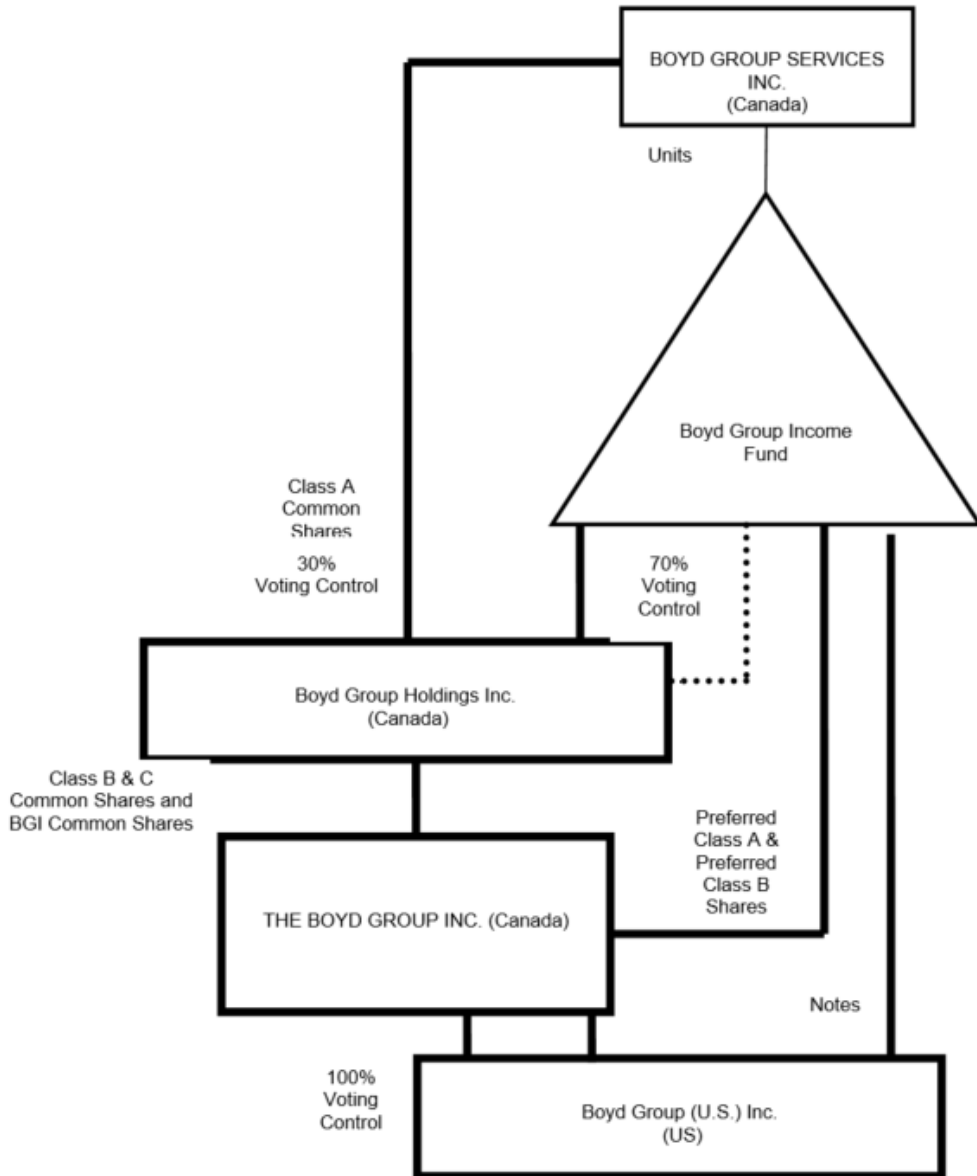 BOYD GROUP SERVICES
INC.
(Canada)
Units
Boyd Group Income
Fund
Class A
Common
Shares
30%
Voting Control
70%
Voting
Control
Boyd Group Holdings Inc.
(Canada)
Class B & C
Common Shares and
BGI Common Shares
Preferred
Class A &
Preferred
Class B
Shares
THE BOYD GROUP INC. (Canada)
Notes
100%
Voting
Control
Boyd Group (U.S.) Inc.
(US)